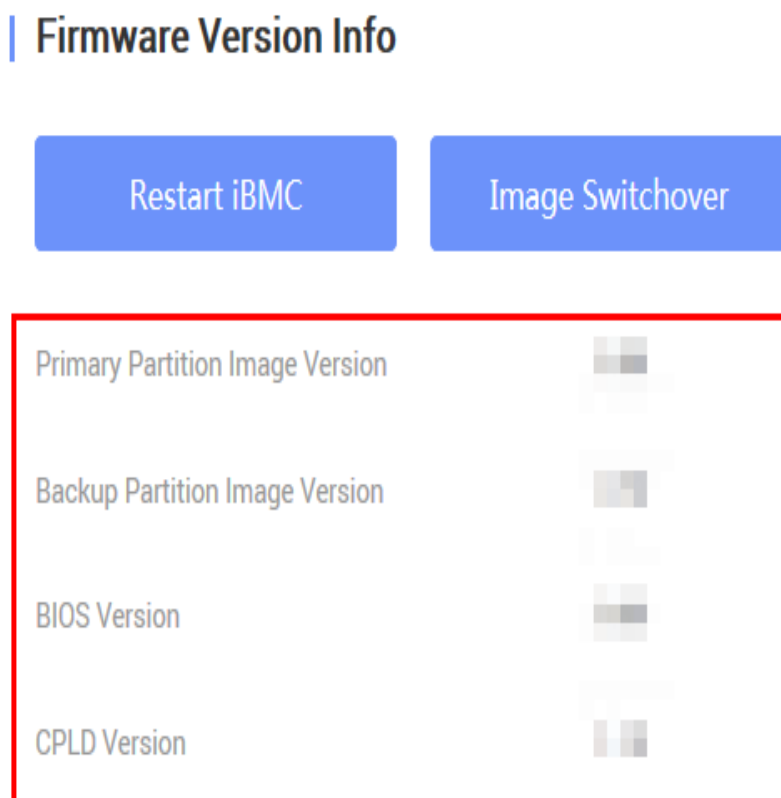 Firmware Version Info
Restart iBMC Image Switchover
Primary Partition Image Version
Backup Partition Image Version
BIOS Version
CPLD Version